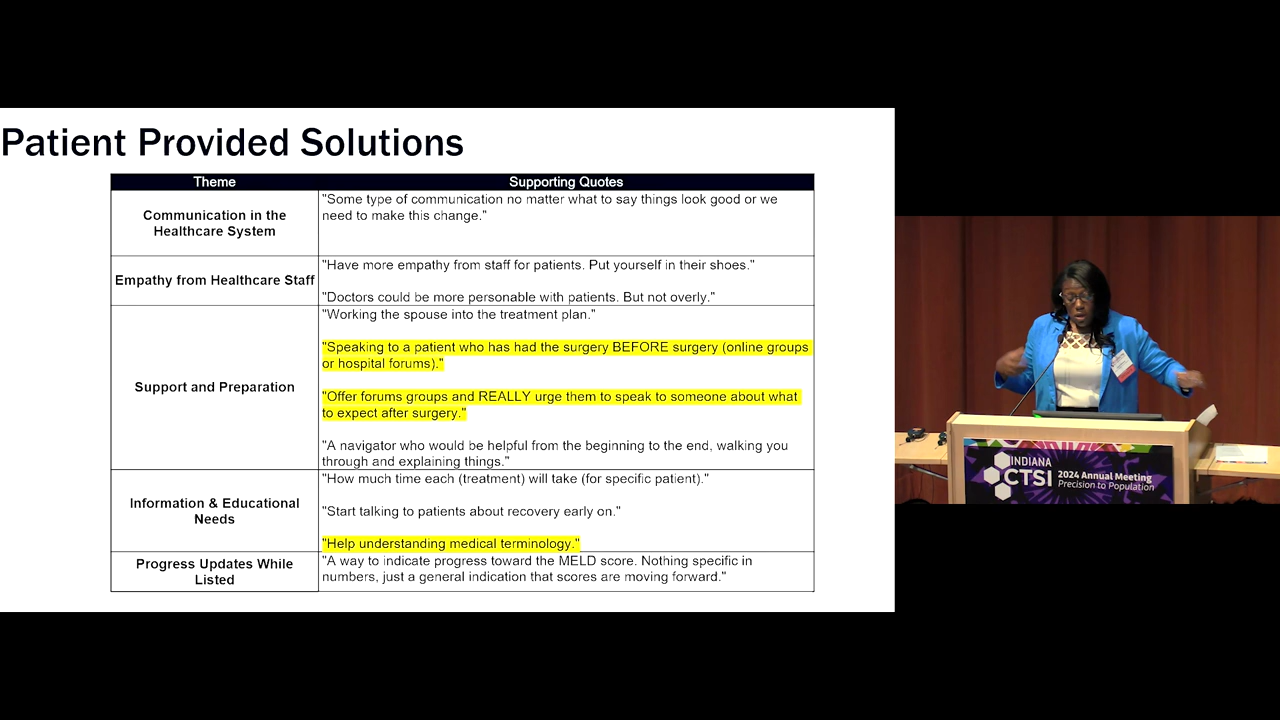 Patient Provided Solutions
Theme
Supporting Quotes
Communication in the
Healthcare System
"Some type of communication no matter what to say things look good or we
need to make this change."
Empathy from Healthcare Staff
"Have more empathy from staff for patients. Put yourself in their shoes."
"Doctors could be more personable with patients. But not overly."
Support and Preparation
"Working the spouse into the treatment plan."
"Speaking to a patient who has had the surgery BEFORE surgery (online groups
or hospital forums)."
"Offer forums groups and REALLY urge them to speak to someone about what
to expect after surgery."
"A navigator who would be helpful from the beginning to the end, walking you
through and explaining things."
Information & Educational
Needs
"How much time each (treatment) will take (for specific patient)."
"Start talking to patients about recovery early on."
"Help understanding medical terminology."
Progress Updates While
Listed
"A way to indicate progress toward the MELD score. Nothing specific in
numbers, just a general indication that scores are moving forward."
INDIANA
CTSI
2024 Annual Meeting
Precision to Population